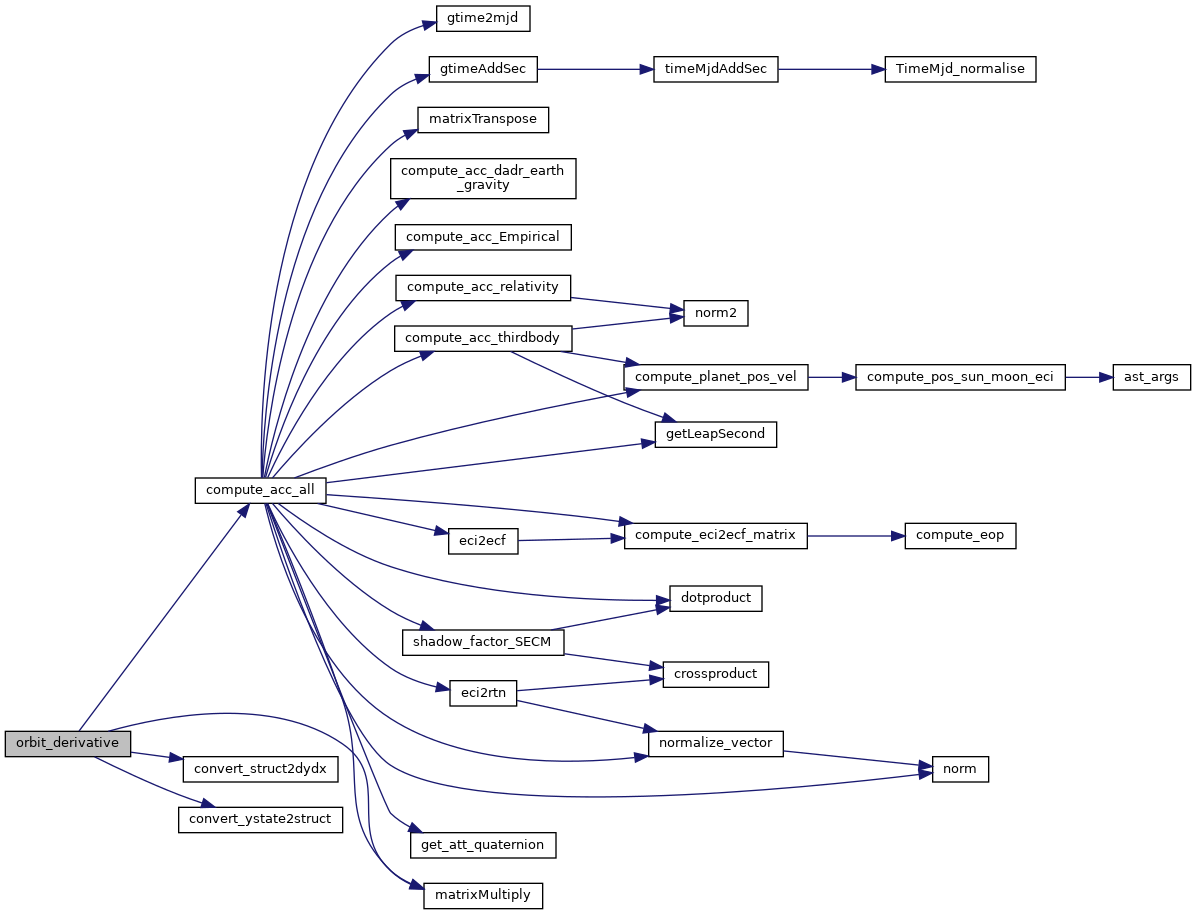 gtime2mjd
gtimeAddSec
timeMjdAddSec
TimeMjd_normalise
matrixTranspose
compute_acc_dadr_earth
_gravity
compute_acc_Empirical
compute_acc_relativity
norm2
compute_acc_thirdbody
compute_planet_pos_vel
compute_pos_sun_moon_eci
ast_args
getLeapSecond
compute_acc_all
eci2ecf
compute_eci2ecf_matrix
compute_eop
dotproduct
shadow_factor_SECM
crossproduct
eci2rtn
orbit_derivative
normalize_vector
norm
convert_struct2dydx
convert_ystate2struct
get_att_quaternion
matrixMultiply